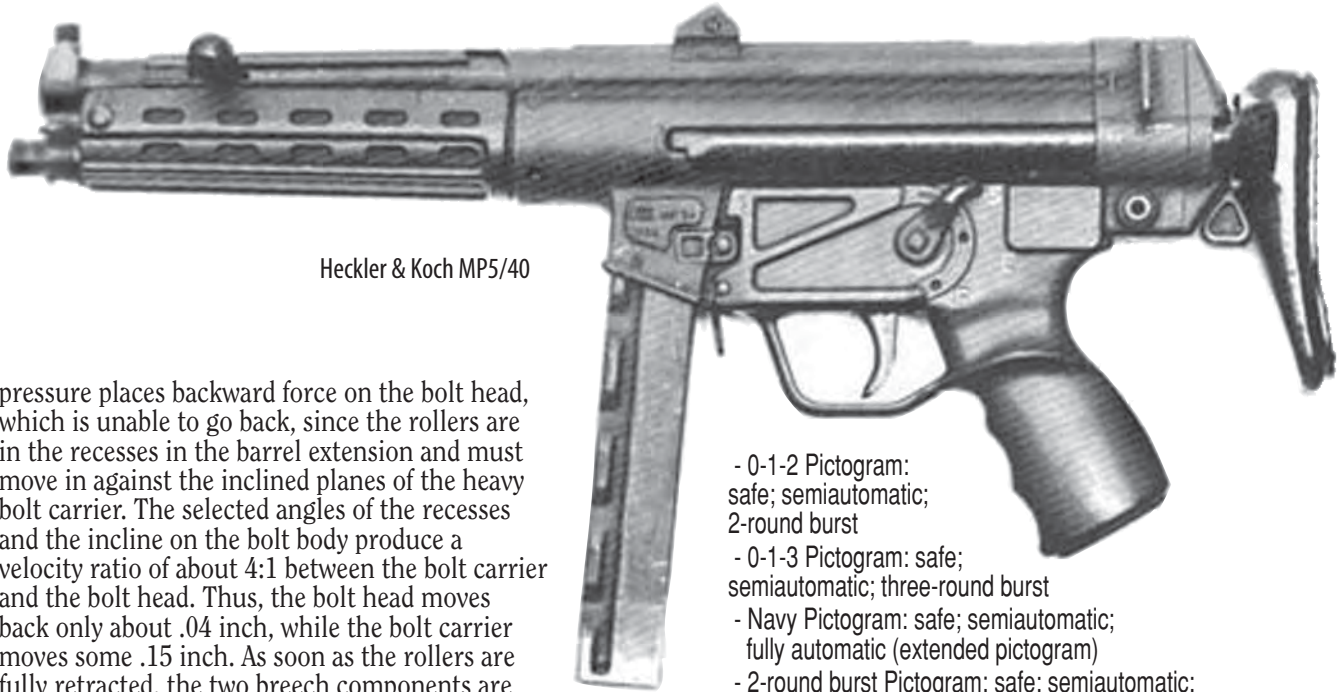 Heckler & Koch MP5/40
pressure places backward force on the bolt head,
which is unable to go back, since the rollers are
in the recesses in the barrel extension and must
move in against the inclined planes of the heavy
bolt carrier. The selected angles of the recesses
and the incline on the bolt body produce a
velocity ratio of about 4:1 between the bolt carrier
and the bolt head. Thus, the bolt head moves
back only about .04 inch, while the bolt carrier
moves some .15 inch. As soon as the rollers are
fully retracted, the two breech components are
- 0-1-2 Pictogram:
safe; semiautomatic;
2-round burst
- 0-1-3 Pictogram: safe;
semiautomatic; three-round burst
- Navy Pictogram: safe; semiautomatic;
fully automatic (extended pictogram)
- 2-round burst Pictogram: safe; semiautomatic;